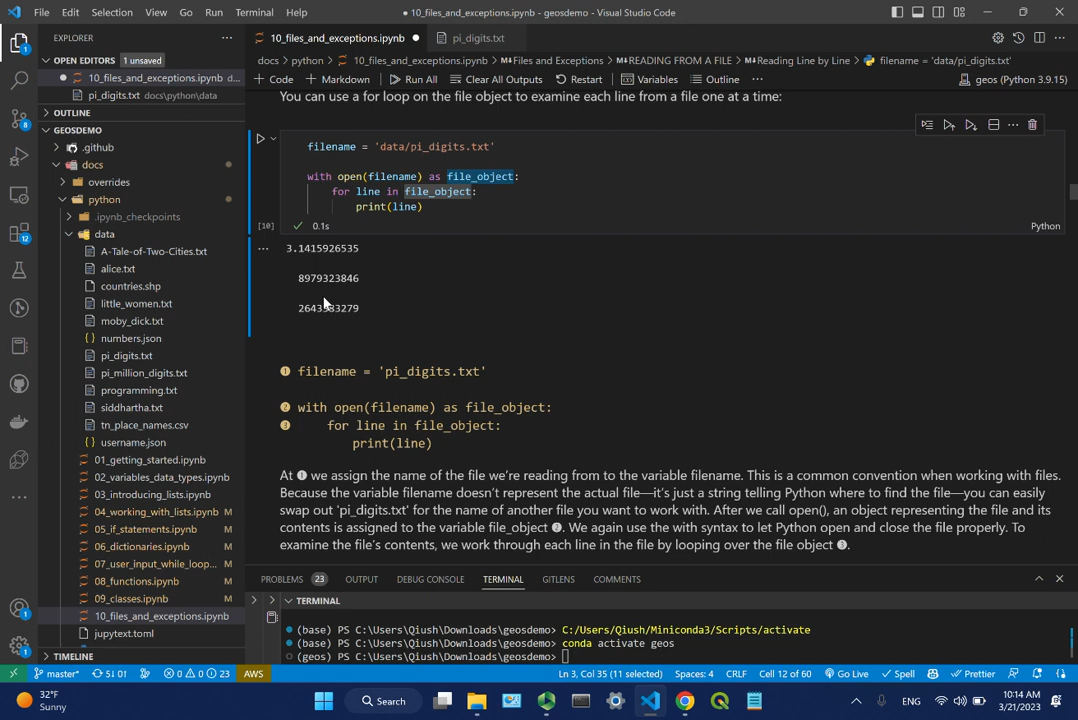 File Edit Selection View Go Run Terminal Help
● 10_files_and_exceptions.ipynb - geosdemo - Visual Studio Code
EXPLORER
10_files_and_exceptions.ipynb ●
pi_digits.txt
OPEN EDITORS 1 unsaved
10_files_and_exceptions.ipynb d...
pi_digits.txt docs\python\data
OUTLINE
GEOSDEMO
.github
docs
overrides
python
.ipynb_checkpoints
data
A-Tale-of-Two-Cities.txt
alice.txt
countries.shp
little_women.txt
moby_dick.txt
numbers.json
pi_digits.txt
pi_million_digits.txt
programming.txt
siddhartha.txt
tn_place_names.csv
username.json
01_getting_started.ipynb
02_variables_data_types.ipynb
03_introducing_lists.ipynb
04_working_with_lists.ipynb M
05_if_statements.ipynb M
06_dictionaries.ipynb M
07_user_input_while_loop... M
08_functions.ipynb M
09_classes.ipynb M
10_files_and_exceptions.ipynb
jupytext.toml
TIMELINE
docs > python > 10_files_and_exceptions.ipynb > M↓Files and Exceptions > M↓READING FROM A FILE > M↓Reading Line by Line > filename = 'data/pi_digits.txt'
+ Code + Markdown Run All Clear All Outputs Restart Variables Outline ...
geos (Python 3.9.15)
You can use a for loop on the file object to examine each line from a file one at a time:
filename = 'data/pi_digits.txt'
with open(filename) as file_object:
for line in file_object:
print(line)
[10] ✓ 0.1s Python
3.1415926535
8979323846
2643383279
❶ filename = 'pi_digits.txt'
❷ with open(filename) as file_object:
❸ for line in file_object:
print(line)
At ❶ we assign the name of the file we're reading from to the variable filename. This is a common convention when working with files.
Because the variable filename doesn't represent the actual file—it's just a string telling Python where to find the file—you can easily
swap out 'pi_digits.txt' for the name of another file you want to work with. After we call open(), an object representing the file and its
contents is assigned to the variable file_object ❷. We again use the with syntax to let Python open and close the file properly. To
examine the file's contents, we work through each line in the file by looping over the file object ❸.
PROBLEMS 23 OUTPUT DEBUG CONSOLE TERMINAL GITLENS COMMENTS
TERMINAL
(base) PS C:\Users\Qiush\Downloads\geosdemo> C:/Users/Qiush/Miniconda3/Scripts/activate
(base) PS C:\Users\Qiush\Downloads\geosdemo> conda activate geos
(geos) PS C:\Users\Qiush\Downloads\geosdemo>
1
8
12
1
1
master* 5↓ 0↑ 0 0 23 AWS
Ln 3, Col 35 (11 selected) Spaces: 4 CRLF Cell 12 of 60 Go Live Spell Prettier
32°F
Sunny
Search
ENG
10:14 AM
3/21/2023